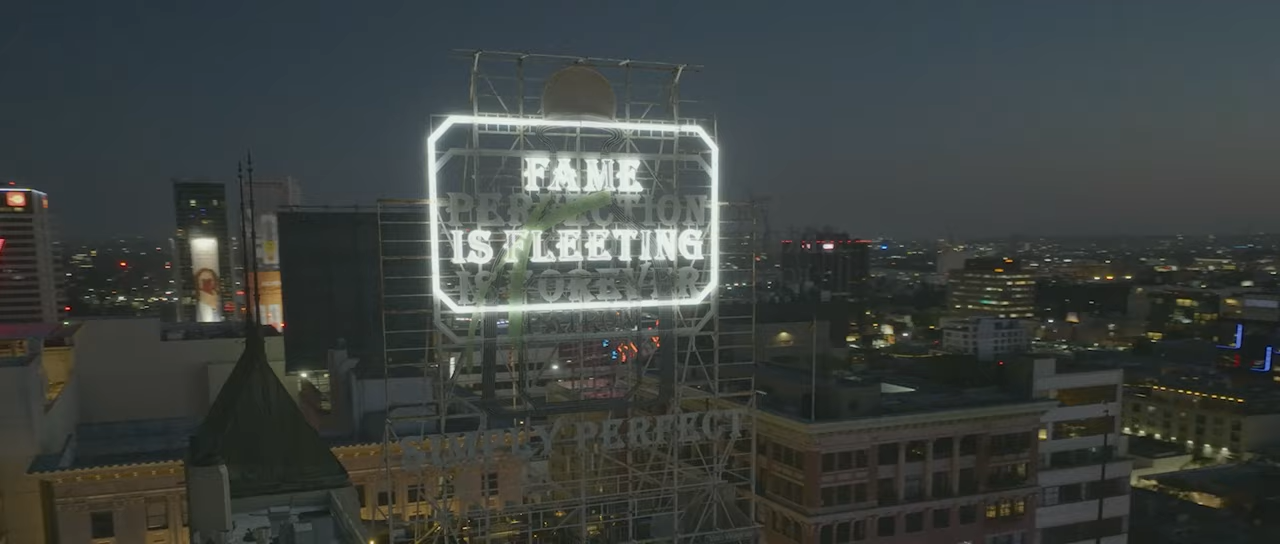 FAME
PERFECTION
IS FLEETING
IS FOREVER
SIMPLY PERFECT